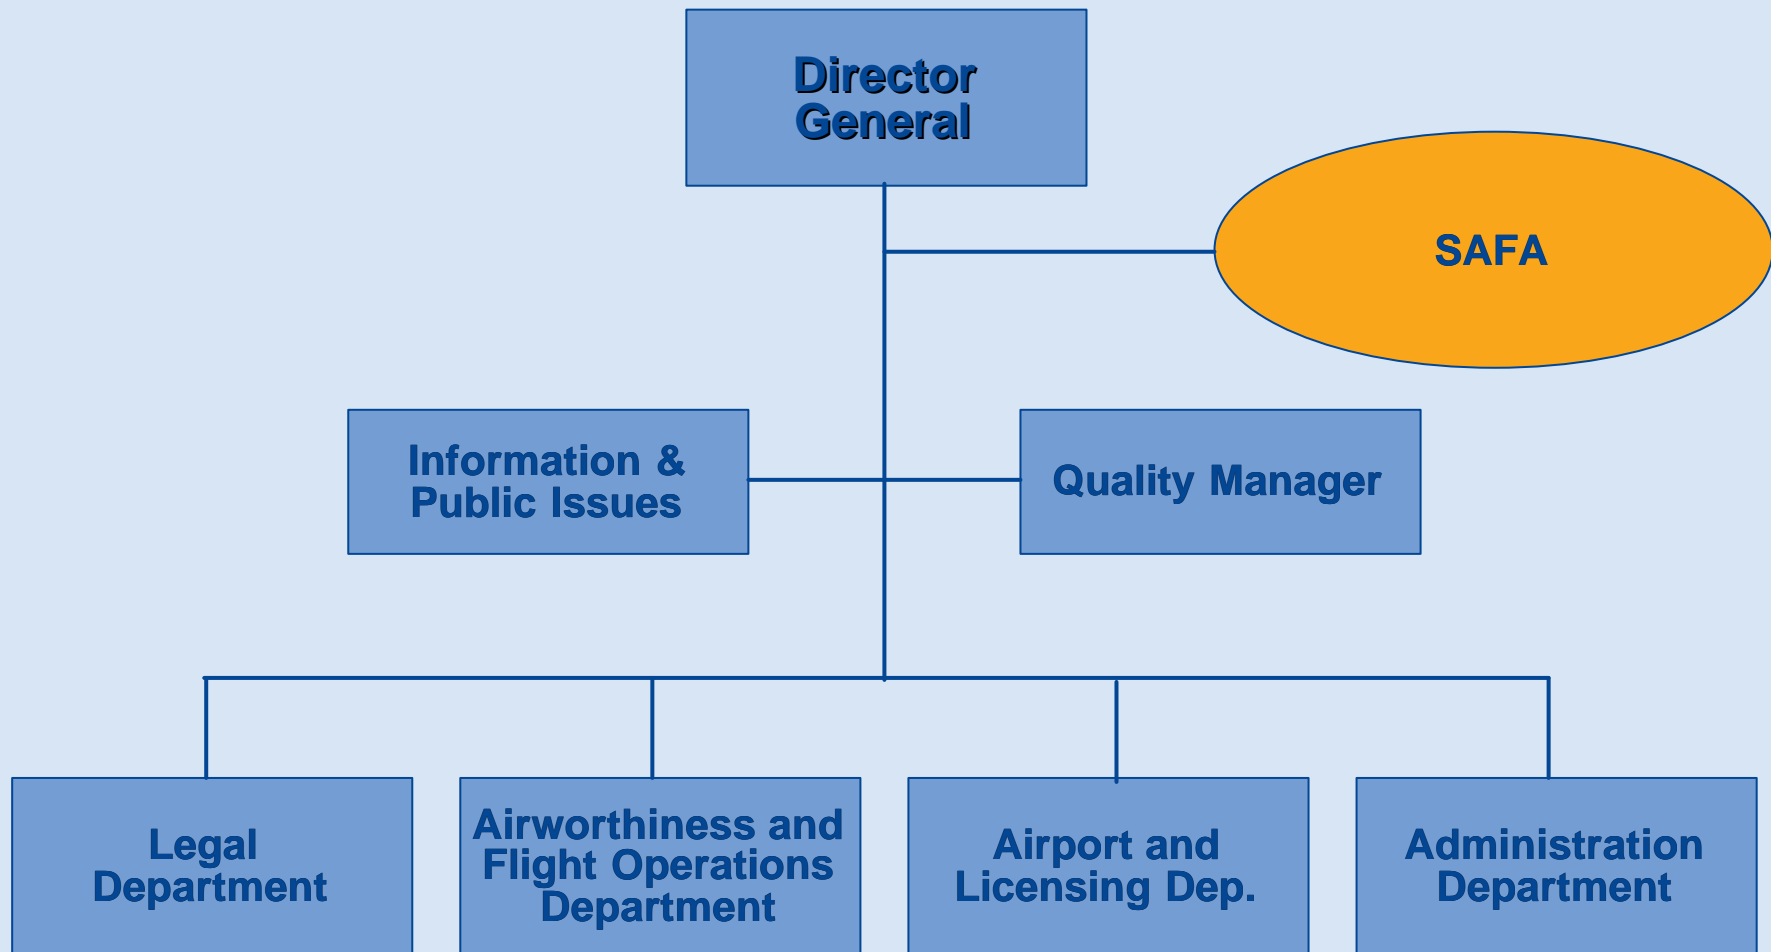 Director
General
SAFA
Information &
Public Issues
Quality Manager
Legal
Department
Airworthiness and
Flight Operations
Department
Airport and
Licensing Dep.
Administration
Department